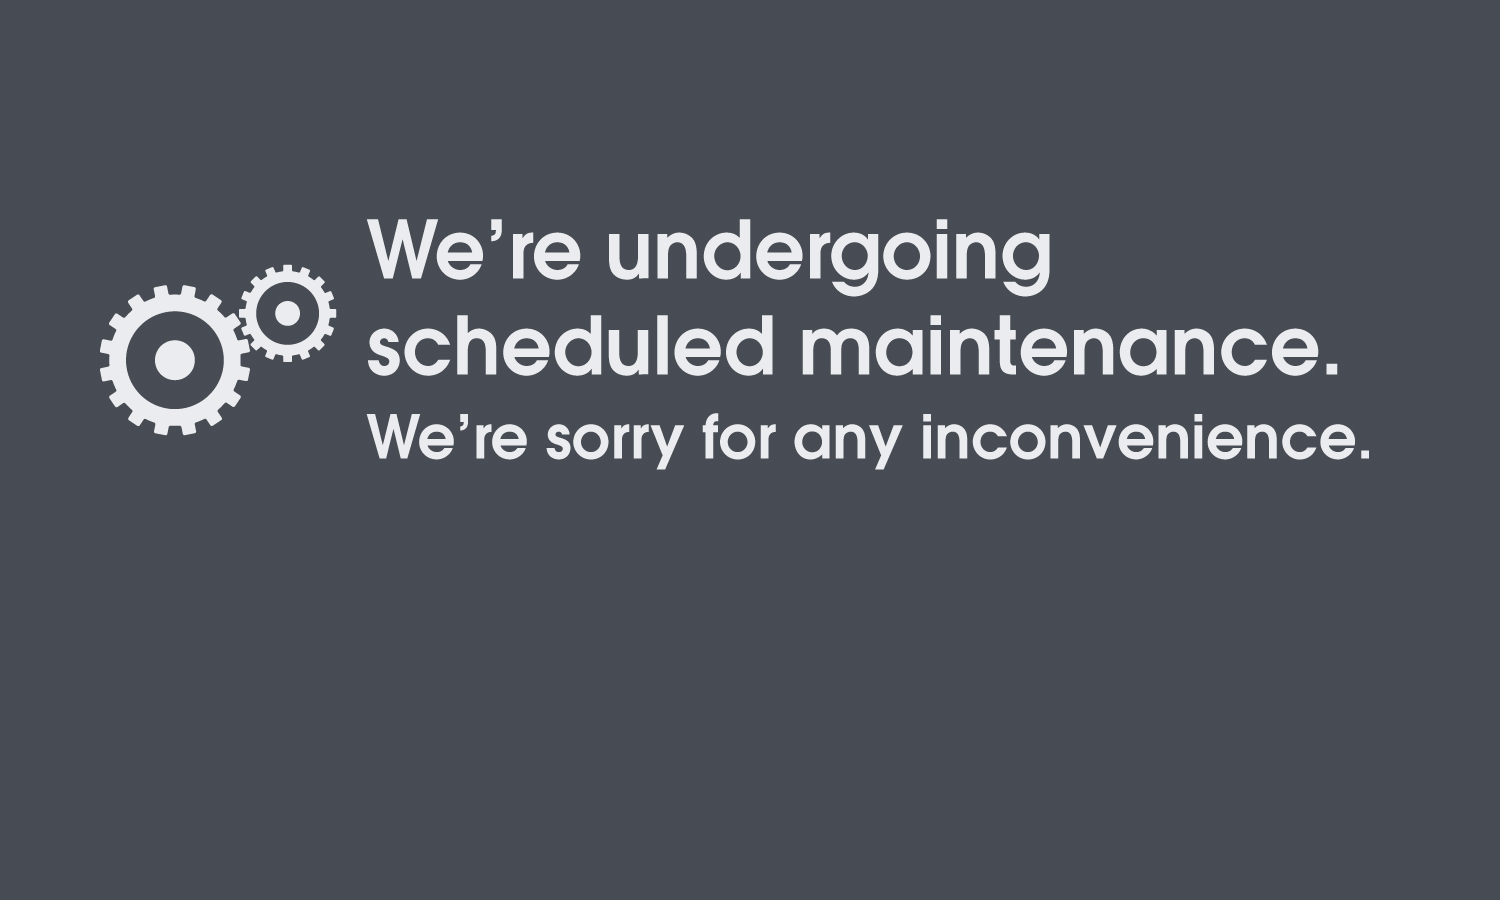 We’re undergoing
scheduled maintenance.
We’re sorry for any inconvenience.